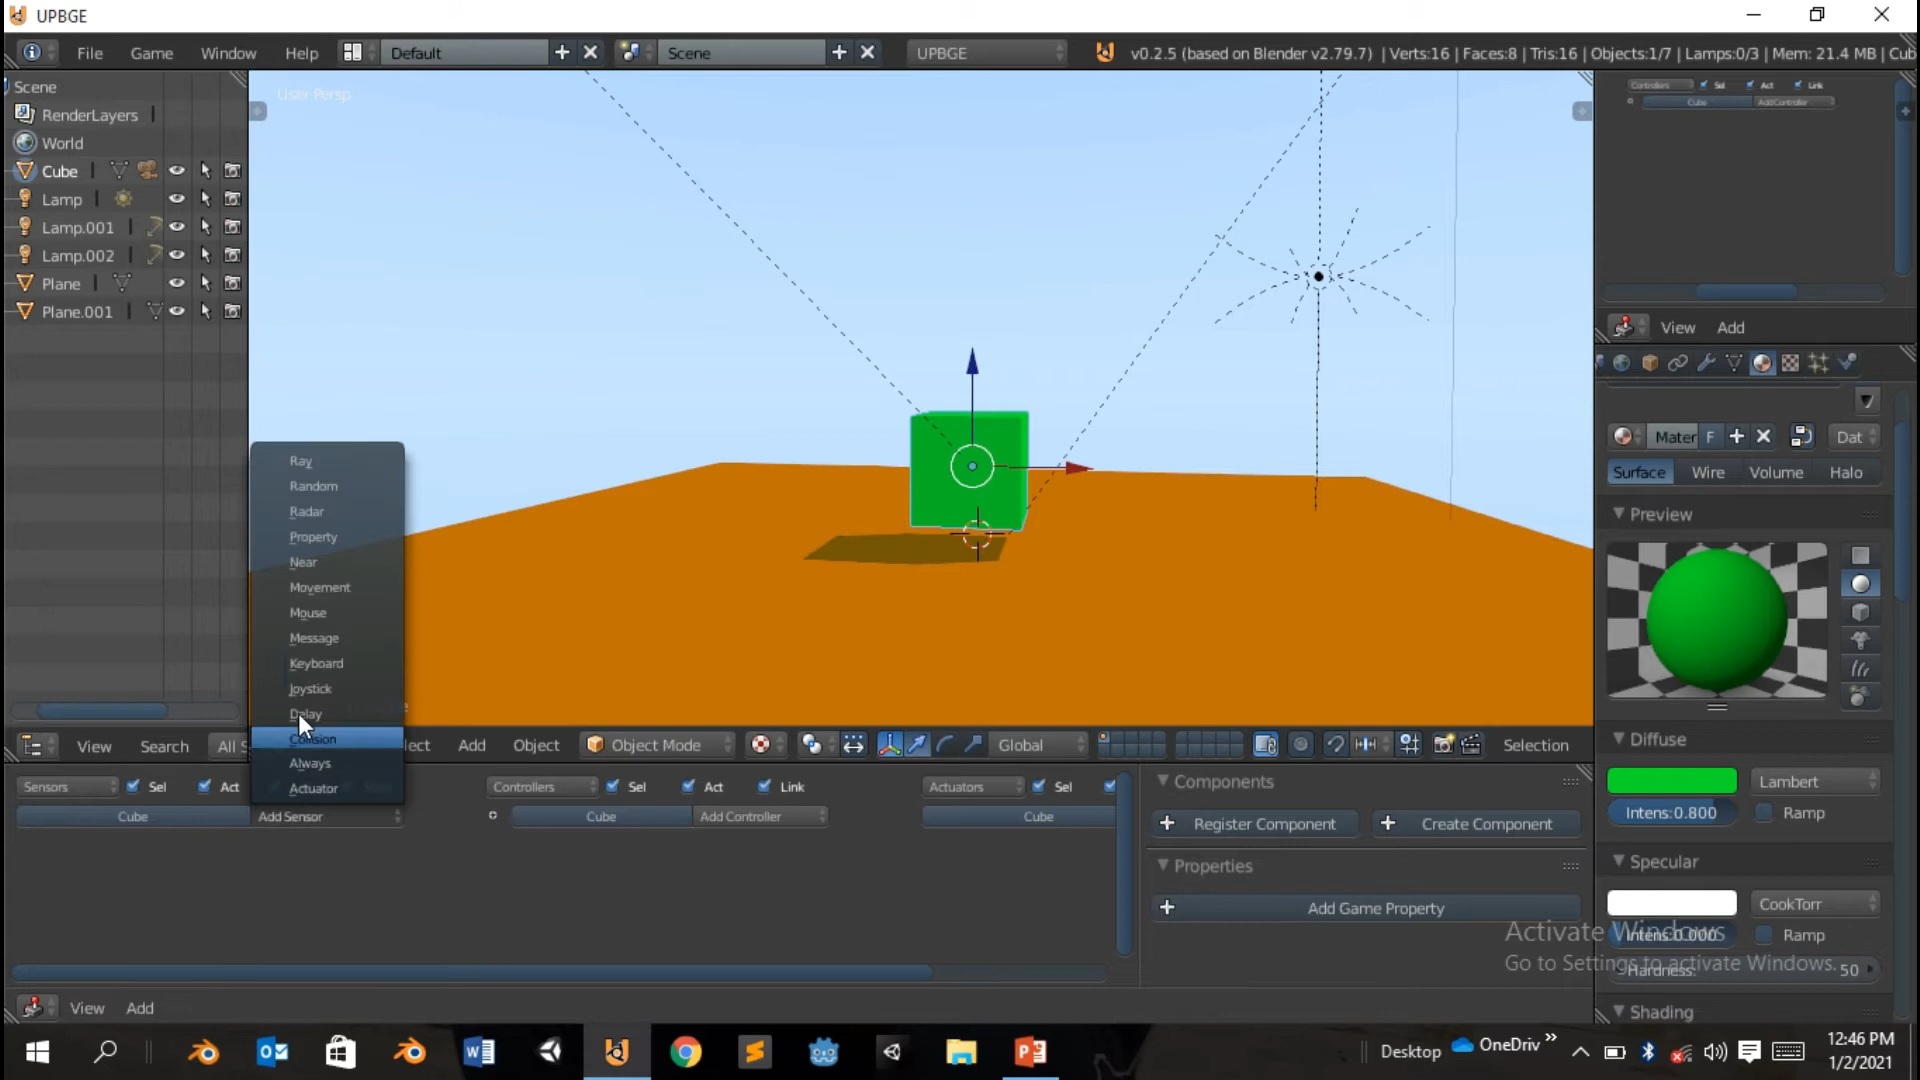 UPBGE
File Game Window Help Default Scene UPBGE v0.2.5 (based on Blender v2.79.7) | Verts:16 | Faces:8 | Tris:16 | Objects:1/7 | Lamps:0/3 | Mem: 21.4 MB | Cub
Scene
RenderLayers
World
Cube
Lamp
Lamp.001
Lamp.002
Plane
Plane.001
View Search All S
User Persp
Ray
Random
Radar
Property
Near
Movement
Mouse
Message
Keyboard
Joystick
Delay
Collision
Always
Actuator
lect Add Object Object Mode Global Selection
Sensors Sel Act
Cube Add Sensor
Controllers Sel Act Link
Cube Add Controller
Actuators Sel
Cube
Components
Register Component Create Component
Properties
Add Game Property
View Add
Controllers Sel Act Link
Cube Add Controller
View Add
Mater F Dat
Surface Wire Volume Halo
Preview
Diffuse
Lambert
Intens:0.800 Ramp
Specular
CookTorr
Intens:0.000 Ramp
Hardness: 50
Shading
Activate Windows
Go to Settings to activate Windows.
Desktop OneDriv
12:46 PM
1/2/2021